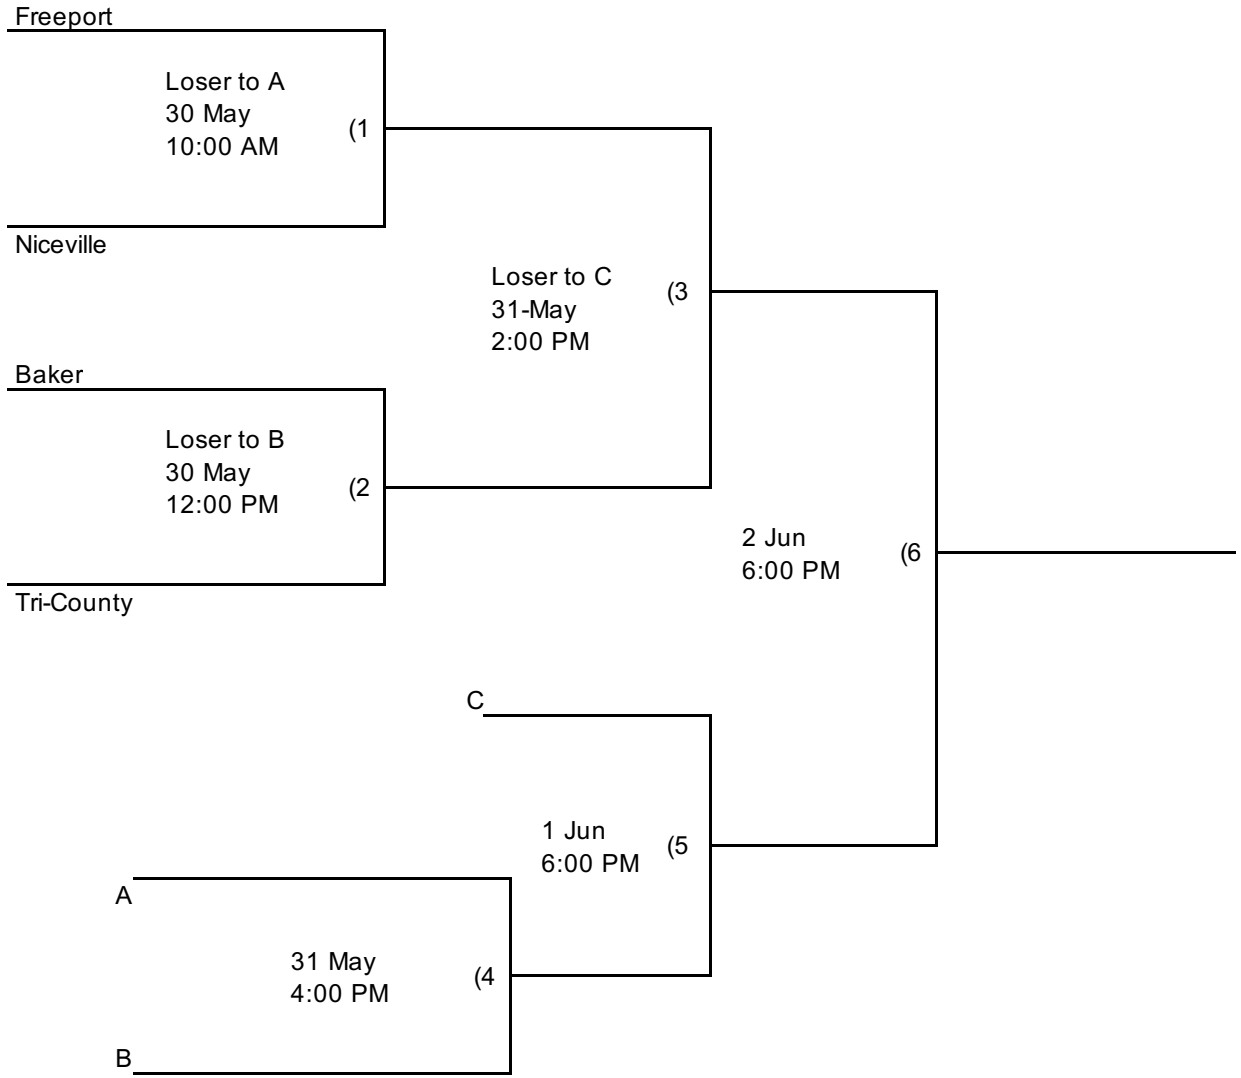 Freeport
Loser to A
30 May
10:00 AM
(1
Niceville
Loser to C
31-May
2:00 PM
(3
Baker
Loser to B
30 May
12:00 PM
(2
2 Jun
6:00 PM
(6
Tri-County
C
1 Jun
6:00 PM
(5
A
31 May
4:00 PM
(4
B